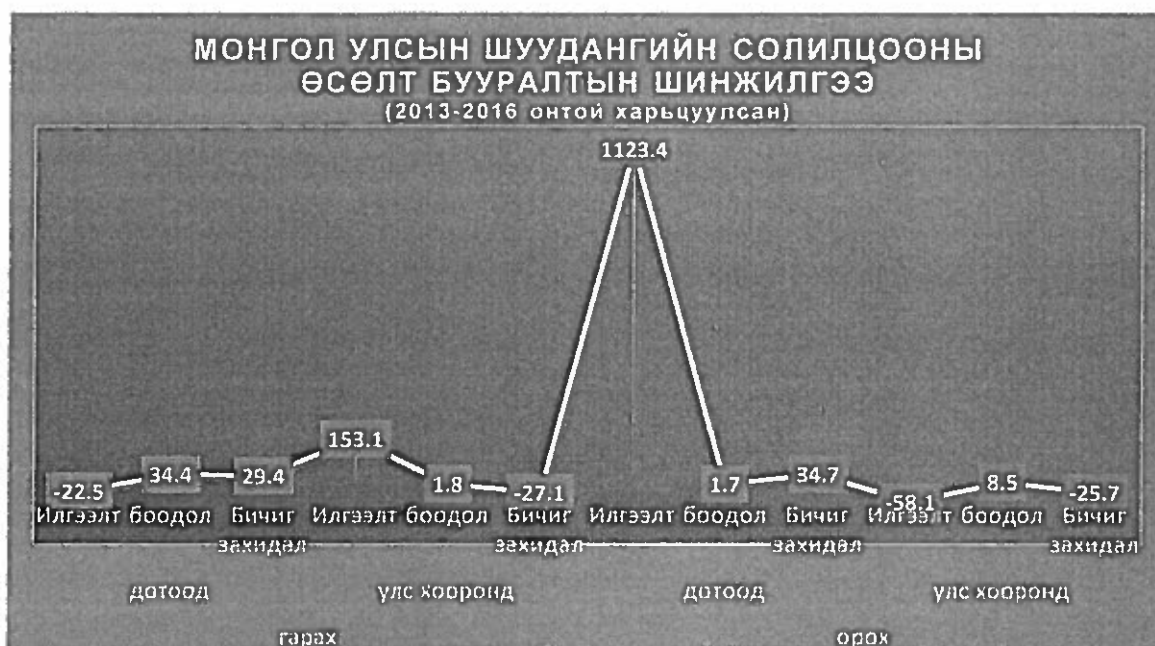 МОНГОЛ УЛСЫН ШУУДАНГИЙН СОЛИЛЦООНЫ
ӨСӨЛТ БУУРАЛТЫН ШИНЖИЛГЭЭ
(2013-2016 онтой харьцуулсан)
1123.4
-22.5 34.4 29.4 153.1 1.8 -27.1 1.7 34.7 -58.1 8.5 -25.7
Илгээлт боодол Бичиг захидал Илгээлт боодол Бичиг захидал Илгээлт боодол Бичиг захидал Илгээлт боодол Бичиг захидал
дотоод улс хооронд дотоод улс хооронд
гарах орох